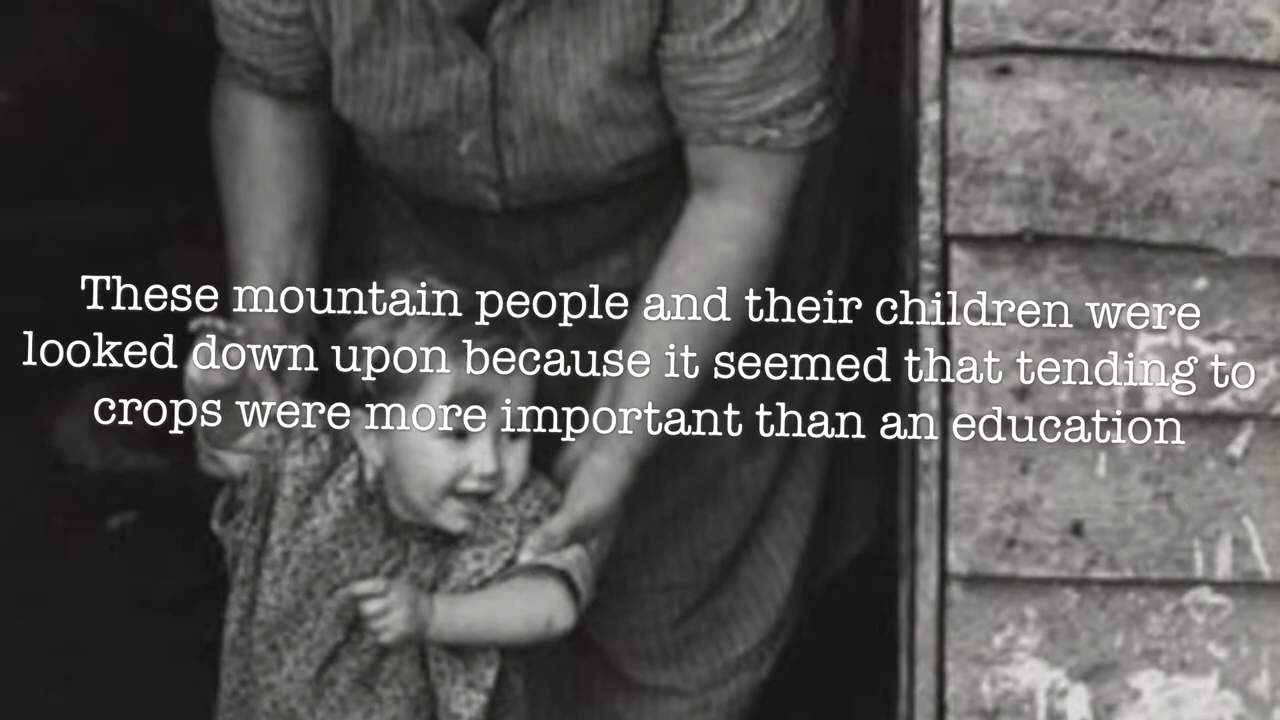 These mountain people and their children were
looked down upon because it seemed that tending to
crops were more important than an education